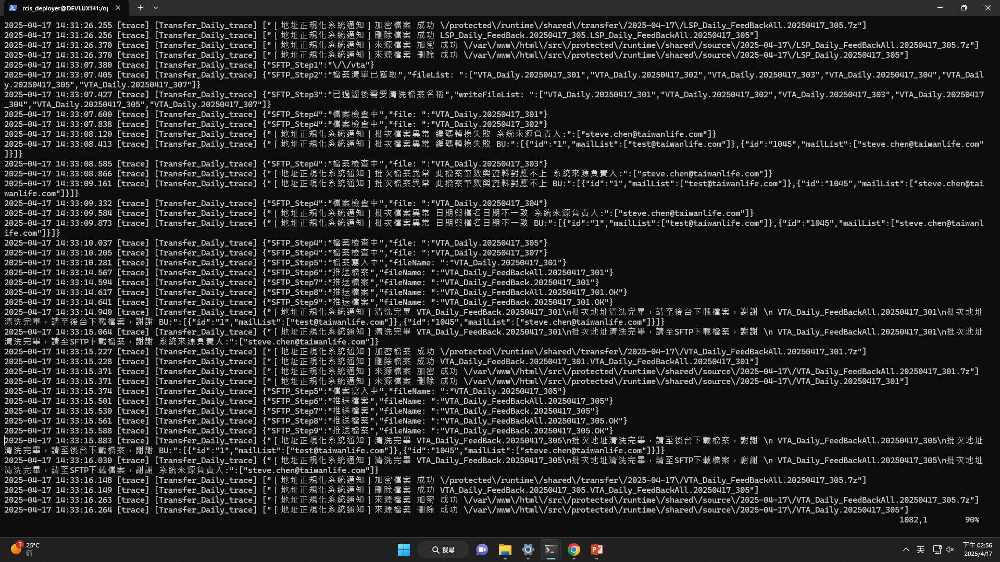 rcis_deployer@DEVLUX141:/op
2025-04-17 14:31:26.255 [trace] [Transfer_Daily_trace] ["［地址正規化系統通知］加密檔案 成功 \/protected\/runtime\/shared\/transfer\/2025-04-17\/LSP_Daily_FeedBackAll.20250417_305.7z"]
2025-04-17 14:31:26.256 [trace] [Transfer_Daily_trace] ["［地址正規化系統通知］刪除檔案 成功 LSP_Daily_FeedBack.20250417_305.LSP_Daily_FeedBackAll.20250417_305"]
2025-04-17 14:31:26.370 [trace] [Transfer_Daily_trace] ["［地址正規化系統通知］來源檔案 加密 成功 \/var\/www\/html\/src\/protected\/runtime\/shared\/source\/2025-04-17\/LSP_Daily_FeedBackAll.20250417_305.7z"]
2025-04-17 14:31:26.370 [trace] [Transfer_Daily_trace] ["［地址正規化系統通知］來源檔案 刪除 成功 \/var\/www\/html\/src\/protected\/runtime\/shared\/source\/2025-04-17\/LSP_Daily.20250417_305"]
2025-04-17 14:33:07.380 [trace] [Transfer_Daily_trace] {"SFTP_Step1":"\/\/vta"}
2025-04-17 14:33:07.405 [trace] [Transfer_Daily_trace] {"SFTP_Step2":"檔案清單已獲取","fileList: ":["VTA_Daily.20250417_301","VTA_Daily.20250417_302","VTA_Daily.20250417_303","VTA_Daily.20250417_304","VTA_Dail
y.20250417_305","VTA_Daily.20250417_307"]}
2025-04-17 14:33:07.427 [trace] [Transfer_Daily_trace] {"SFTP_Step3":"已過濾後需要清洗檔案名稱","writeFileList: ":["VTA_Daily.20250417_301","VTA_Daily.20250417_302","VTA_Daily.20250417_303","VTA_Daily.20250417
_304","VTA_Daily.20250417_305","VTA_Daily.20250417_307"]}
2025-04-17 14:33:07.600 [trace] [Transfer_Daily_trace] {"SFTP_Step4":"檔案檢查中","file: ":"VTA_Daily.20250417_301"}
2025-04-17 14:33:07.838 [trace] [Transfer_Daily_trace] {"SFTP_Step4":"檔案檢查中","file: ":"VTA_Daily.20250417_302"}
2025-04-17 14:33:08.120 [trace] [Transfer_Daily_trace] {"［地址正規化系統通知］批次檔案異常 編碼轉換失敗 系統來源負責人:":["steve.chen@taiwanlife.com"]}
2025-04-17 14:33:08.413 [trace] [Transfer_Daily_trace] {"［地址正規化系統通知］批次檔案異常 編碼轉換失敗 BU:":[{"id":"1","mailList":["test@taiwanlife.com"]},{"id":"1045","mailList":["steve.chen@taiwanlife.com"
]}]}
2025-04-17 14:33:08.585 [trace] [Transfer_Daily_trace] {"SFTP_Step4":"檔案檢查中","file: ":"VTA_Daily.20250417_303"}
2025-04-17 14:33:08.866 [trace] [Transfer_Daily_trace] {"［地址正規化系統通知］批次檔案異常 此檔案筆數與資料對應不上 系統來源負責人:":["steve.chen@taiwanlife.com"]}
2025-04-17 14:33:09.161 [trace] [Transfer_Daily_trace] {"［地址正規化系統通知］批次檔案異常 此檔案筆數與資料對應不上 BU:":[{"id":"1","mailList":["test@taiwanlife.com"]},{"id":"1045","mailList":["steve.chen@tai
wanlife.com"]}]}
2025-04-17 14:33:09.332 [trace] [Transfer_Daily_trace] {"SFTP_Step4":"檔案檢查中","file: ":"VTA_Daily.20250417_304"}
2025-04-17 14:33:09.584 [trace] [Transfer_Daily_trace] {"［地址正規化系統通知］批次檔案異常 日期與檔名日期不一致 系統來源負責人:":["steve.chen@taiwanlife.com"]}
2025-04-17 14:33:09.873 [trace] [Transfer_Daily_trace] {"［地址正規化系統通知］批次檔案異常 日期與檔名日期不一致 BU:":[{"id":"1","mailList":["test@taiwanlife.com"]},{"id":"1045","mailList":["steve.chen@taiwanl
ife.com"]}]}
2025-04-17 14:33:10.037 [trace] [Transfer_Daily_trace] {"SFTP_Step4":"檔案檢查中","file: ":"VTA_Daily.20250417_305"}
2025-04-17 14:33:10.205 [trace] [Transfer_Daily_trace] {"SFTP_Step4":"檔案檢查中","file: ":"VTA_Daily.20250417_307"}
2025-04-17 14:33:10.281 [trace] [Transfer_Daily_trace] {"SFTP_Step5":"檔案寫入中","fileName: ":"VTA_Daily.20250417_301"}
2025-04-17 14:33:14.567 [trace] [Transfer_Daily_trace] {"SFTP_Step6":"推送檔案","fileName: ":"VTA_Daily_FeedBackAll.20250417_301"}
2025-04-17 14:33:14.594 [trace] [Transfer_Daily_trace] {"SFTP_Step7":"推送檔案","fileName: ":"VTA_Daily_FeedBack.20250417_301"}
2025-04-17 14:33:14.617 [trace] [Transfer_Daily_trace] {"SFTP_Step8":"推送檔案","fileName: ":"VTA_Daily_FeedBackAll.20250417_301.OK"}
2025-04-17 14:33:14.641 [trace] [Transfer_Daily_trace] {"SFTP_Step9":"推送檔案","fileName: ":"VTA_Daily_FeedBack.20250417_301.OK"}
2025-04-17 14:33:14.940 [trace] [Transfer_Daily_trace] {"［地址正規化系統通知］清洗完畢 VTA_Daily_FeedBack.20250417_301\n批次地址清洗完畢，請至後台下載檔案，謝謝 \n VTA_Daily_FeedBackAll.20250417_301\n批次地址
清洗完畢，請至後台下載檔案，謝謝 BU:":[{"id":"1","mailList":["test@taiwanlife.com"]},{"id":"1045","mailList":["steve.chen@taiwanlife.com"]}]}
2025-04-17 14:33:15.064 [trace] [Transfer_Daily_trace] {"［地址正規化系統通知］清洗完畢 VTA_Daily_FeedBack.20250417_301\n批次地址清洗完畢，請至SFTP下載檔案，謝謝 \n VTA_Daily_FeedBackAll.20250417_301\n批次地址
清洗完畢，請至SFTP下載檔案，謝謝 系統來源負責人:":["steve.chen@taiwanlife.com"]}
2025-04-17 14:33:15.227 [trace] [Transfer_Daily_trace] ["［地址正規化系統通知］加密檔案 成功 \/protected\/runtime\/shared\/transfer\/2025-04-17\/VTA_Daily_FeedBackAll.20250417_301.7z"]
2025-04-17 14:33:15.228 [trace] [Transfer_Daily_trace] ["［地址正規化系統通知］刪除檔案 成功 VTA_Daily_FeedBack.20250417_301.VTA_Daily_FeedBackAll.20250417_301"]
2025-04-17 14:33:15.371 [trace] [Transfer_Daily_trace] ["［地址正規化系統通知］來源檔案 加密 成功 \/var\/www\/html\/src\/protected\/runtime\/shared\/source\/2025-04-17\/VTA_Daily_FeedBackAll.20250417_301.7z"]
2025-04-17 14:33:15.371 [trace] [Transfer_Daily_trace] ["［地址正規化系統通知］來源檔案 刪除 成功 \/var\/www\/html\/src\/protected\/runtime\/shared\/source\/2025-04-17\/VTA_Daily.20250417_301"]
2025-04-17 14:33:15.374 [trace] [Transfer_Daily_trace] {"SFTP_Step5":"檔案寫入中","fileName: ":"VTA_Daily.20250417_305"}
2025-04-17 14:33:15.501 [trace] [Transfer_Daily_trace] {"SFTP_Step6":"推送檔案","fileName: ":"VTA_Daily_FeedBackAll.20250417_305"}
2025-04-17 14:33:15.530 [trace] [Transfer_Daily_trace] {"SFTP_Step7":"推送檔案","fileName: ":"VTA_Daily_FeedBack.20250417_305"}
2025-04-17 14:33:15.561 [trace] [Transfer_Daily_trace] {"SFTP_Step8":"推送檔案","fileName: ":"VTA_Daily_FeedBackAll.20250417_305.OK"}
2025-04-17 14:33:15.588 [trace] [Transfer_Daily_trace] {"SFTP_Step9":"推送檔案","fileName: ":"VTA_Daily_FeedBack.20250417_305.OK"}
2025-04-17 14:33:15.883 [trace] [Transfer_Daily_trace] {"［地址正規化系統通知］清洗完畢 VTA_Daily_FeedBack.20250417_305\n批次地址清洗完畢，請至後台下載檔案，謝謝 \n VTA_Daily_FeedBackAll.20250417_305\n批次地址
清洗完畢，請至後台下載檔案，謝謝 BU:":[{"id":"1","mailList":["test@taiwanlife.com"]},{"id":"1045","mailList":["steve.chen@taiwanlife.com"]}]}
2025-04-17 14:33:16.030 [trace] [Transfer_Daily_trace] {"［地址正規化系統通知］清洗完畢 VTA_Daily_FeedBack.20250417_305\n批次地址清洗完畢，請至SFTP下載檔案，謝謝 \n VTA_Daily_FeedBackAll.20250417_305\n批次地址
清洗完畢，請至SFTP下載檔案，謝謝 系統來源負責人:":["steve.chen@taiwanlife.com"]}
2025-04-17 14:33:16.148 [trace] [Transfer_Daily_trace] ["［地址正規化系統通知］加密檔案 成功 \/protected\/runtime\/shared\/transfer\/2025-04-17\/VTA_Daily_FeedBackAll.20250417_305.7z"]
2025-04-17 14:33:16.149 [trace] [Transfer_Daily_trace] ["［地址正規化系統通知］刪除檔案 成功 VTA_Daily_FeedBack.20250417_305.VTA_Daily_FeedBackAll.20250417_305"]
2025-04-17 14:33:16.263 [trace] [Transfer_Daily_trace] ["［地址正規化系統通知］來源檔案 加密 成功 \/var\/www\/html\/src\/protected\/runtime\/shared\/source\/2025-04-17\/VTA_Daily_FeedBackAll.20250417_305.7z"]
2025-04-17 14:33:16.264 [trace] [Transfer_Daily_trace] ["［地址正規化系統通知］來源檔案 刪除 成功 \/var\/www\/html\/src\/protected\/runtime\/shared\/source\/2025-04-17\/VTA_Daily.20250417_305"]
1082,1 90%
3
25°C
晴
搜尋
英
下午 02:56
2025/4/17